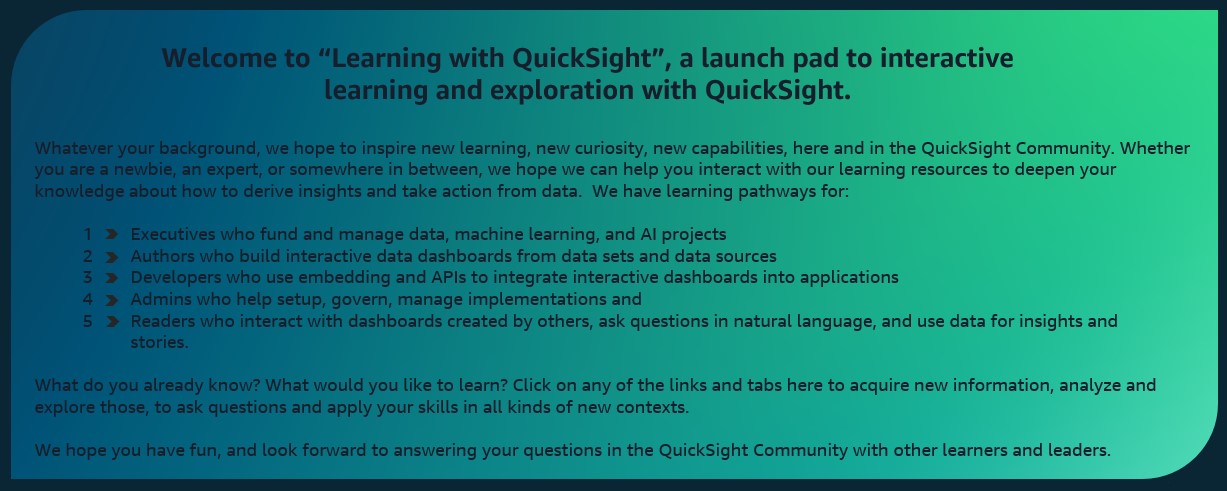 Welcome to “Learning with QuickSight”, a launch pad to interactive
learning and exploration with QuickSight.
Whatever your background, we hope to inspire new learning, new curiosity, new capabilities, here and in the QuickSight Community. Whether
you are a newbie, an expert, or somewhere in between, we hope we can help you interact with our learning resources to deepen your
knowledge about how to derive insights and take action from data.  We have learning pathways for:
1 Executives who fund and manage data, machine learning, and AI projects
2 Authors who build interactive data dashboards from data sets and data sources
3 Developers who use embedding and APIs to integrate interactive dashboards into applications
4 Admins who help setup, govern, manage implementations and
5 Readers who interact with dashboards created by others, ask questions in natural language, and use data for insights and
stories.
What do you already know? What would you like to learn? Click on any of the links and tabs here to acquire new information, analyze and
explore those, to ask questions and apply your skills in all kinds of new contexts.
We hope you have fun, and look forward to answering your questions in the QuickSight Community with other learners and leaders.